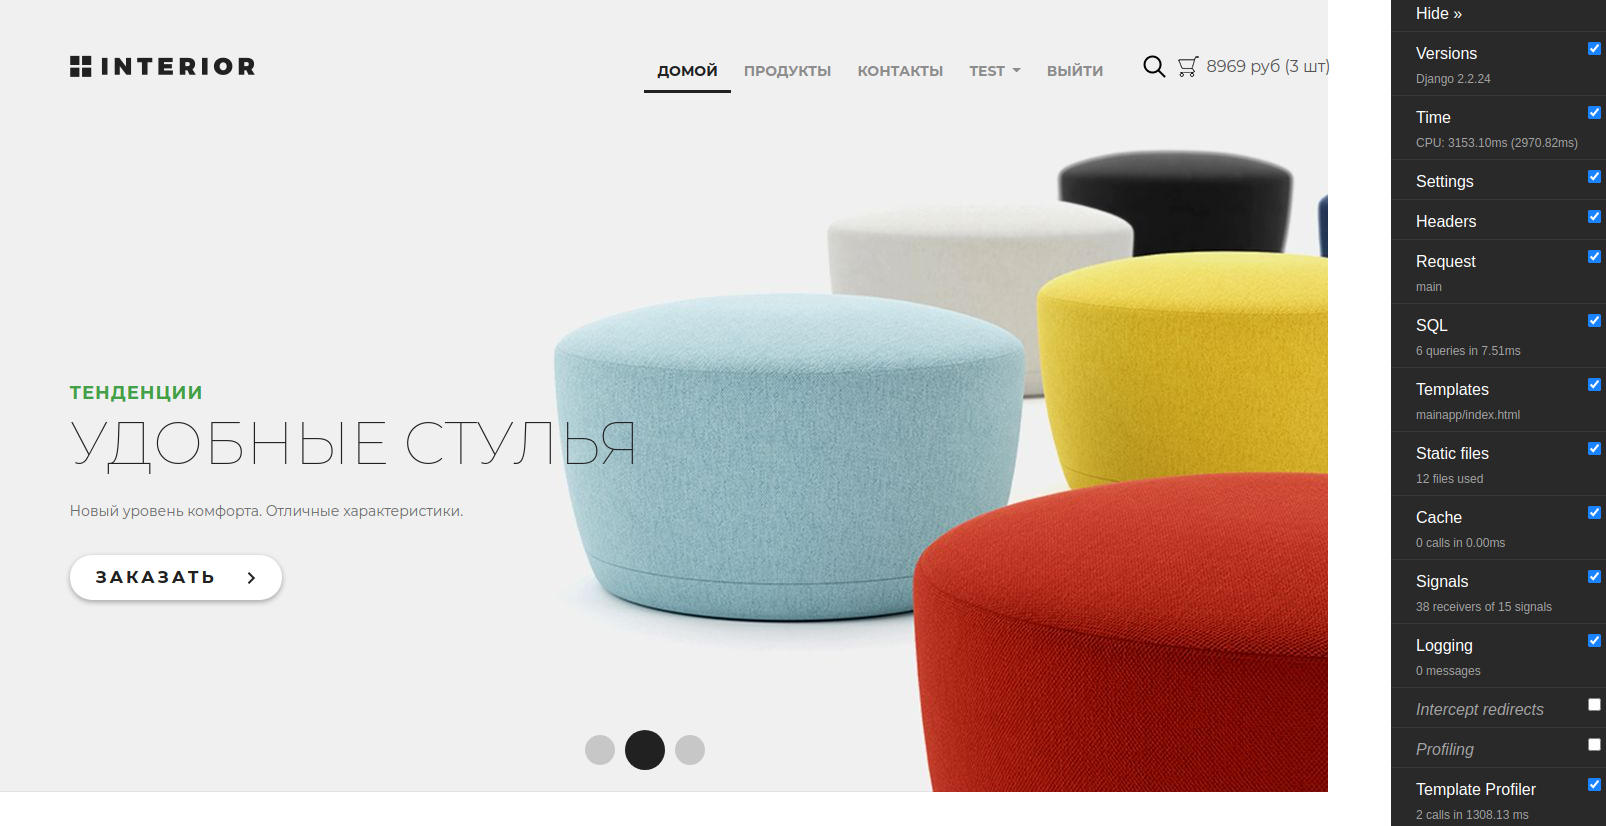 INTERIOR
ДОМОЙ ПРОДУКТЫ КОНТАКТЫ TEST ВЫЙТИ 8969 руб (3 шт)
ТЕНДЕНЦИИ
УДОБНЫЕ СТУЛЬЯ
Новый уровень комфорта. Отличные характеристики.
ЗАКАЗАТЬ
Hide »
Versions
Django 2.2.24
Time
CPU: 3153.10ms (2970.82ms)
Settings
Headers
Request
main
SQL
6 queries in 7.51ms
Templates
mainapp/index.html
Static files
12 files used
Cache
0 calls in 0.00ms
Signals
38 receivers of 15 signals
Logging
0 messages
Intercept redirects
Profiling
Template Profiler
2 calls in 1308.13 ms